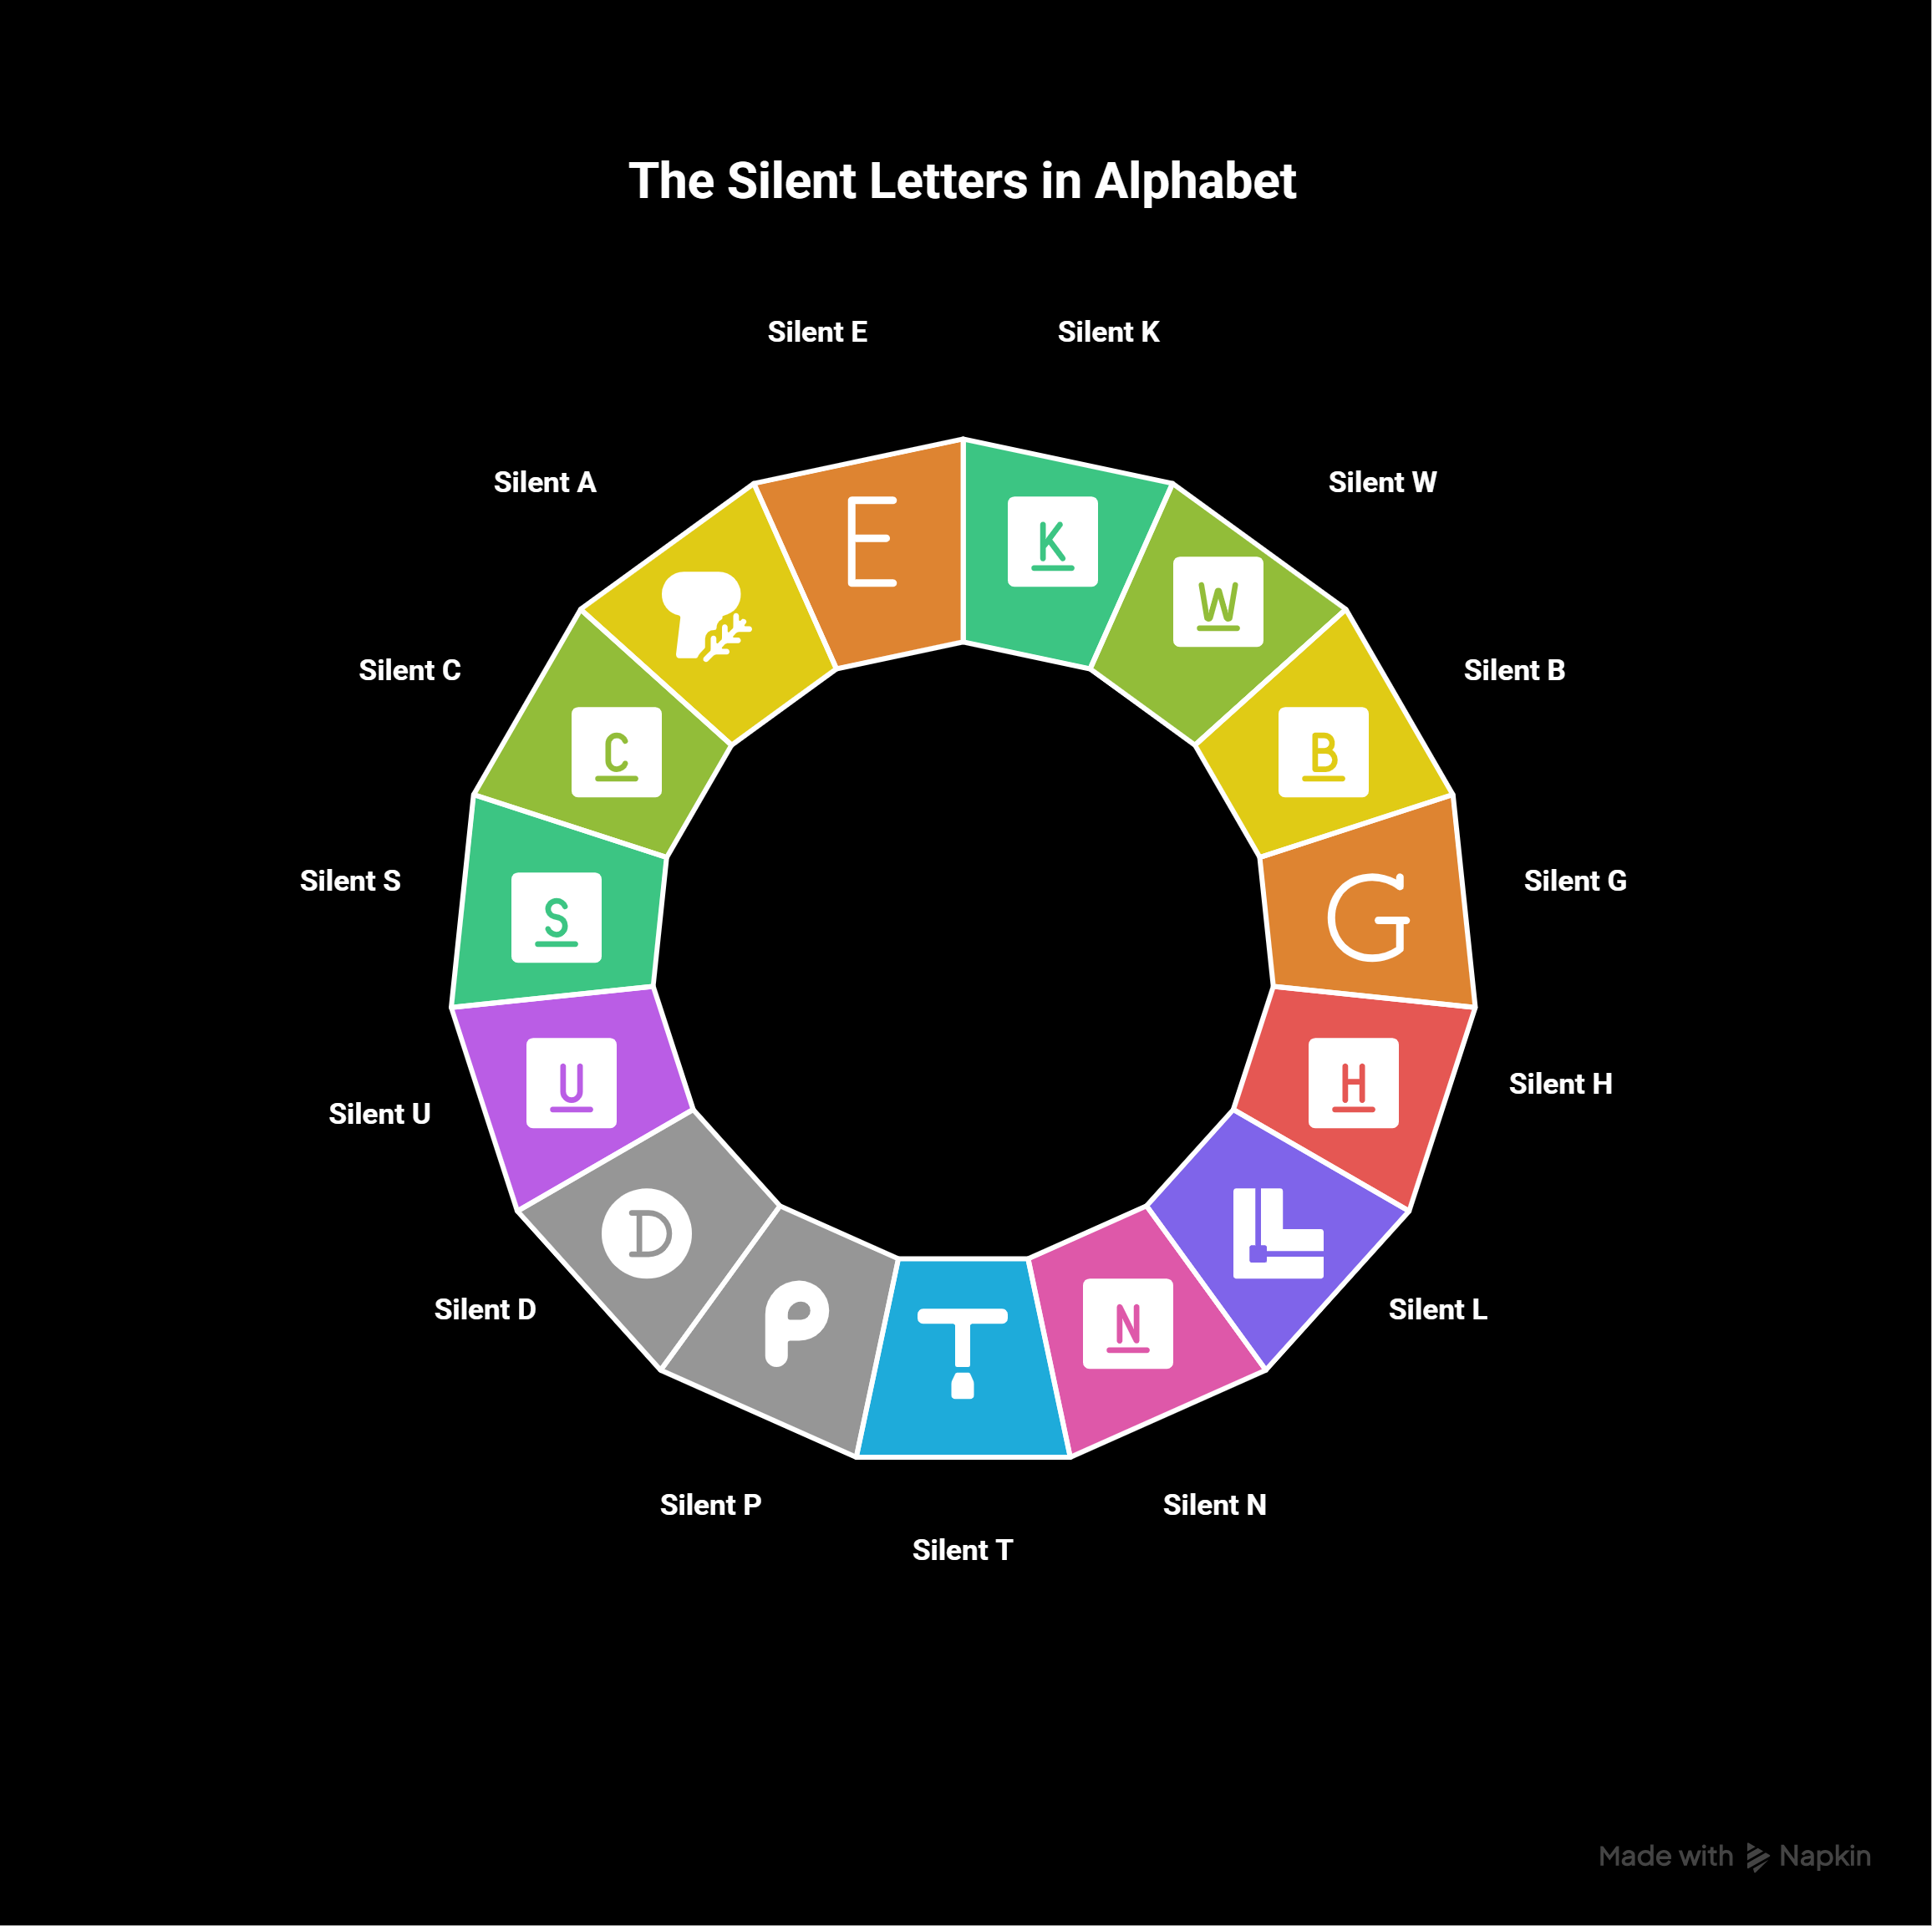 The Silent Letters in Alphabet
Silent E
Silent K
Silent A
Silent W
E
K
W
Silent C
Silent B
C
B
Silent S
Silent G
S
G
U
H
Silent U
Silent H
D
L
Silent D
Silent L
P
T
N
Silent P
Silent N
Silent T
Made with Napkin